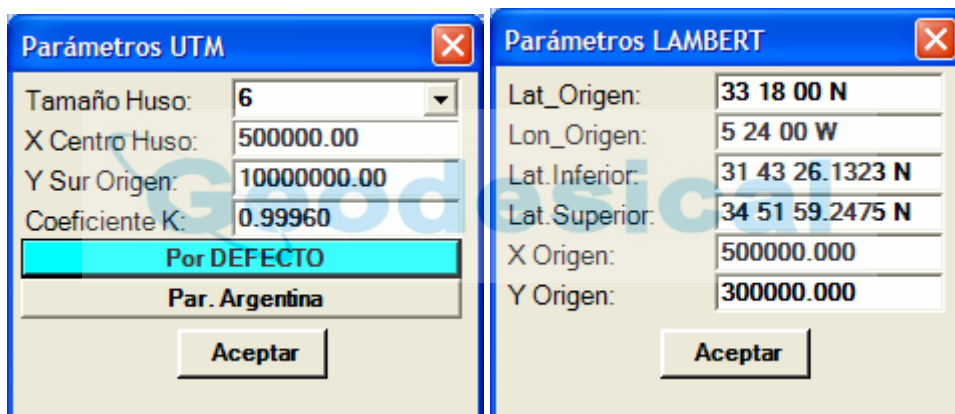 Parámetros UTM
Tamaño Huso: 6
X Centro Huso: 500000.00
Y Sur Origen: 10000000.00
Coeficiente K: 0.99960
Por DEFECTO
Par. Argentina
Aceptar
Parámetros LAMBERT
Lat_Origen: 33 18 00 N
Lon_Origen: 5 24 00 W
Lat.Inferior: 31 43 26.1323 N
Lat.Superior: 34 51 59.2475 N
X Origen: 500000.000
Y Origen: 300000.000
Aceptar
Geodesical